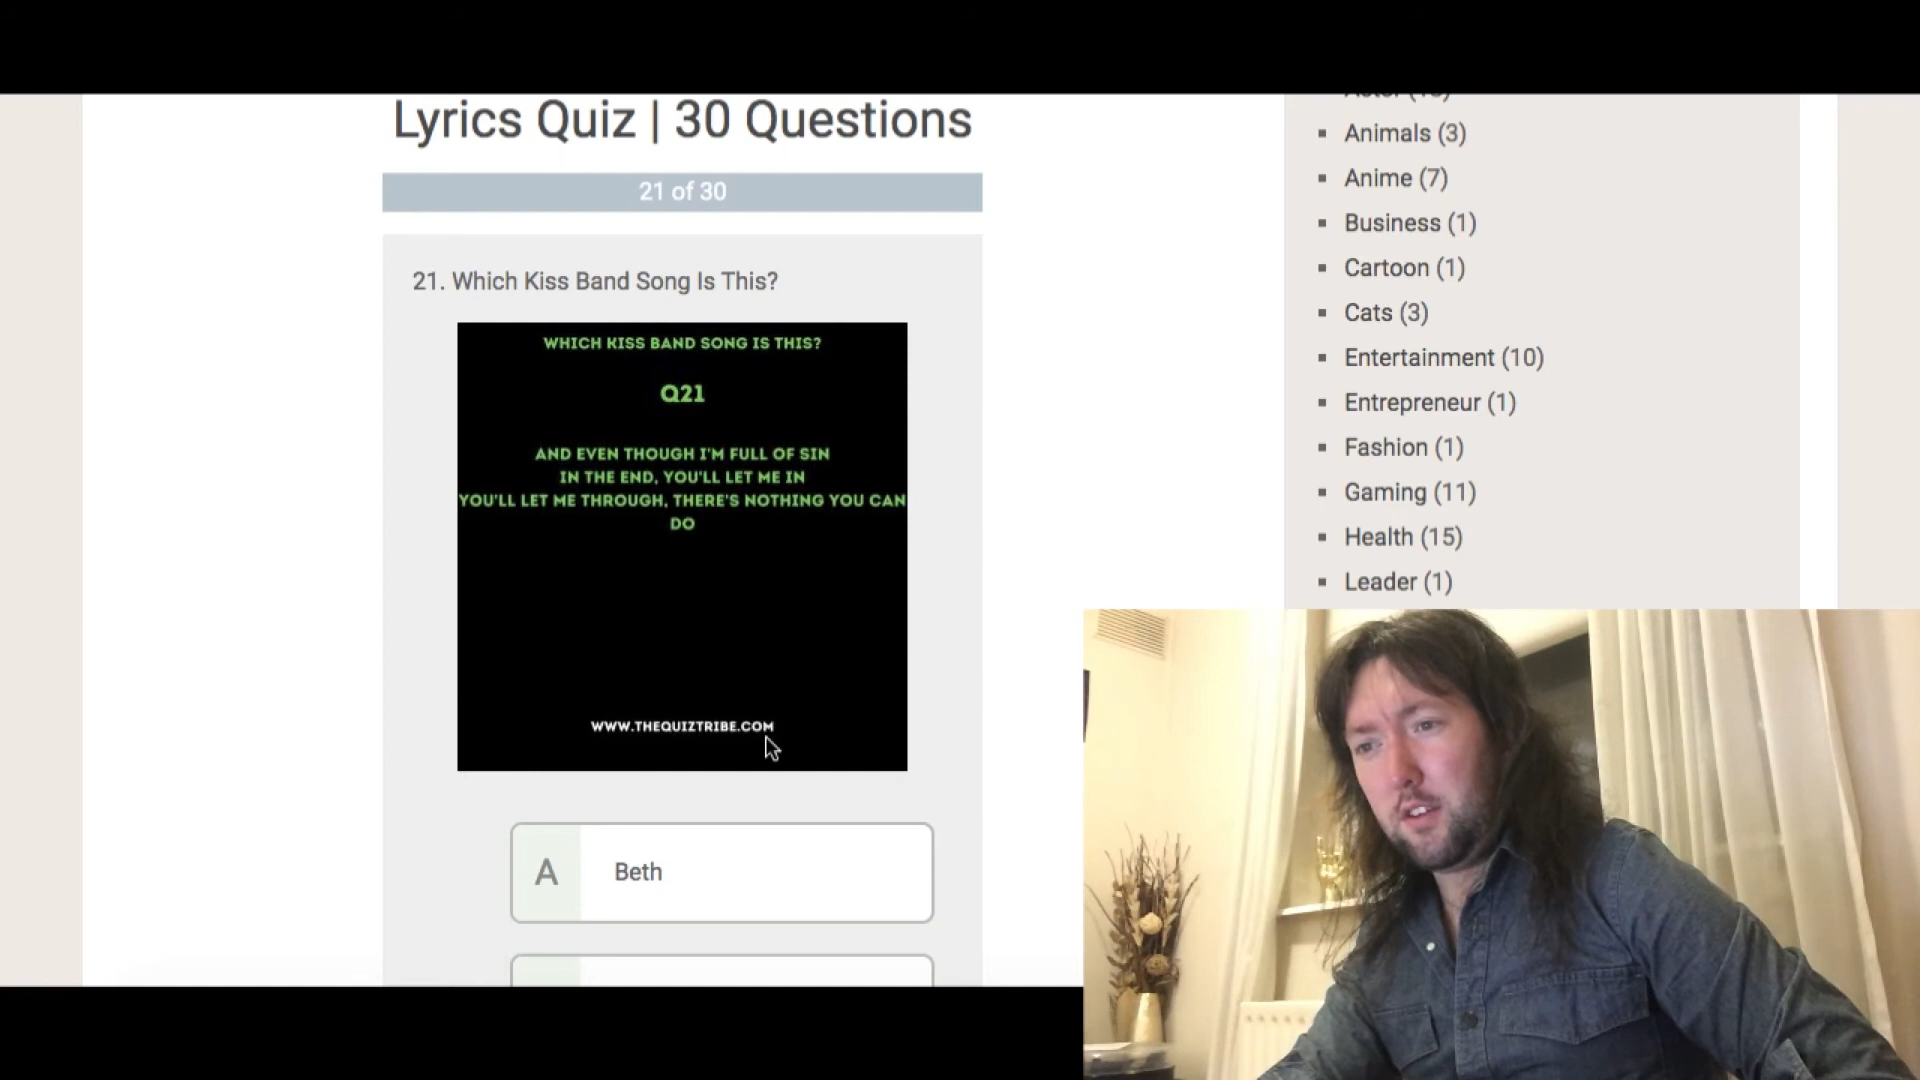 Lyrics Quiz | 30 Questions
21 of 30
21. Which Kiss Band Song Is This?
WHICH KISS BAND SONG IS THIS?
Q21
AND EVEN THOUGH I'M FULL OF SIN
IN THE END, YOU'LL LET ME IN
YOU'LL LET ME THROUGH, THERE'S NOTHING YOU CAN
DO
WWW.THEQUIZTRIBE.COM
A Beth
Animals (3)
Anime (7)
Business (1)
Cartoon (1)
Cats (3)
Entertainment (10)
Entrepreneur (1)
Fashion (1)
Gaming (11)
Health (15)
Leader (1)